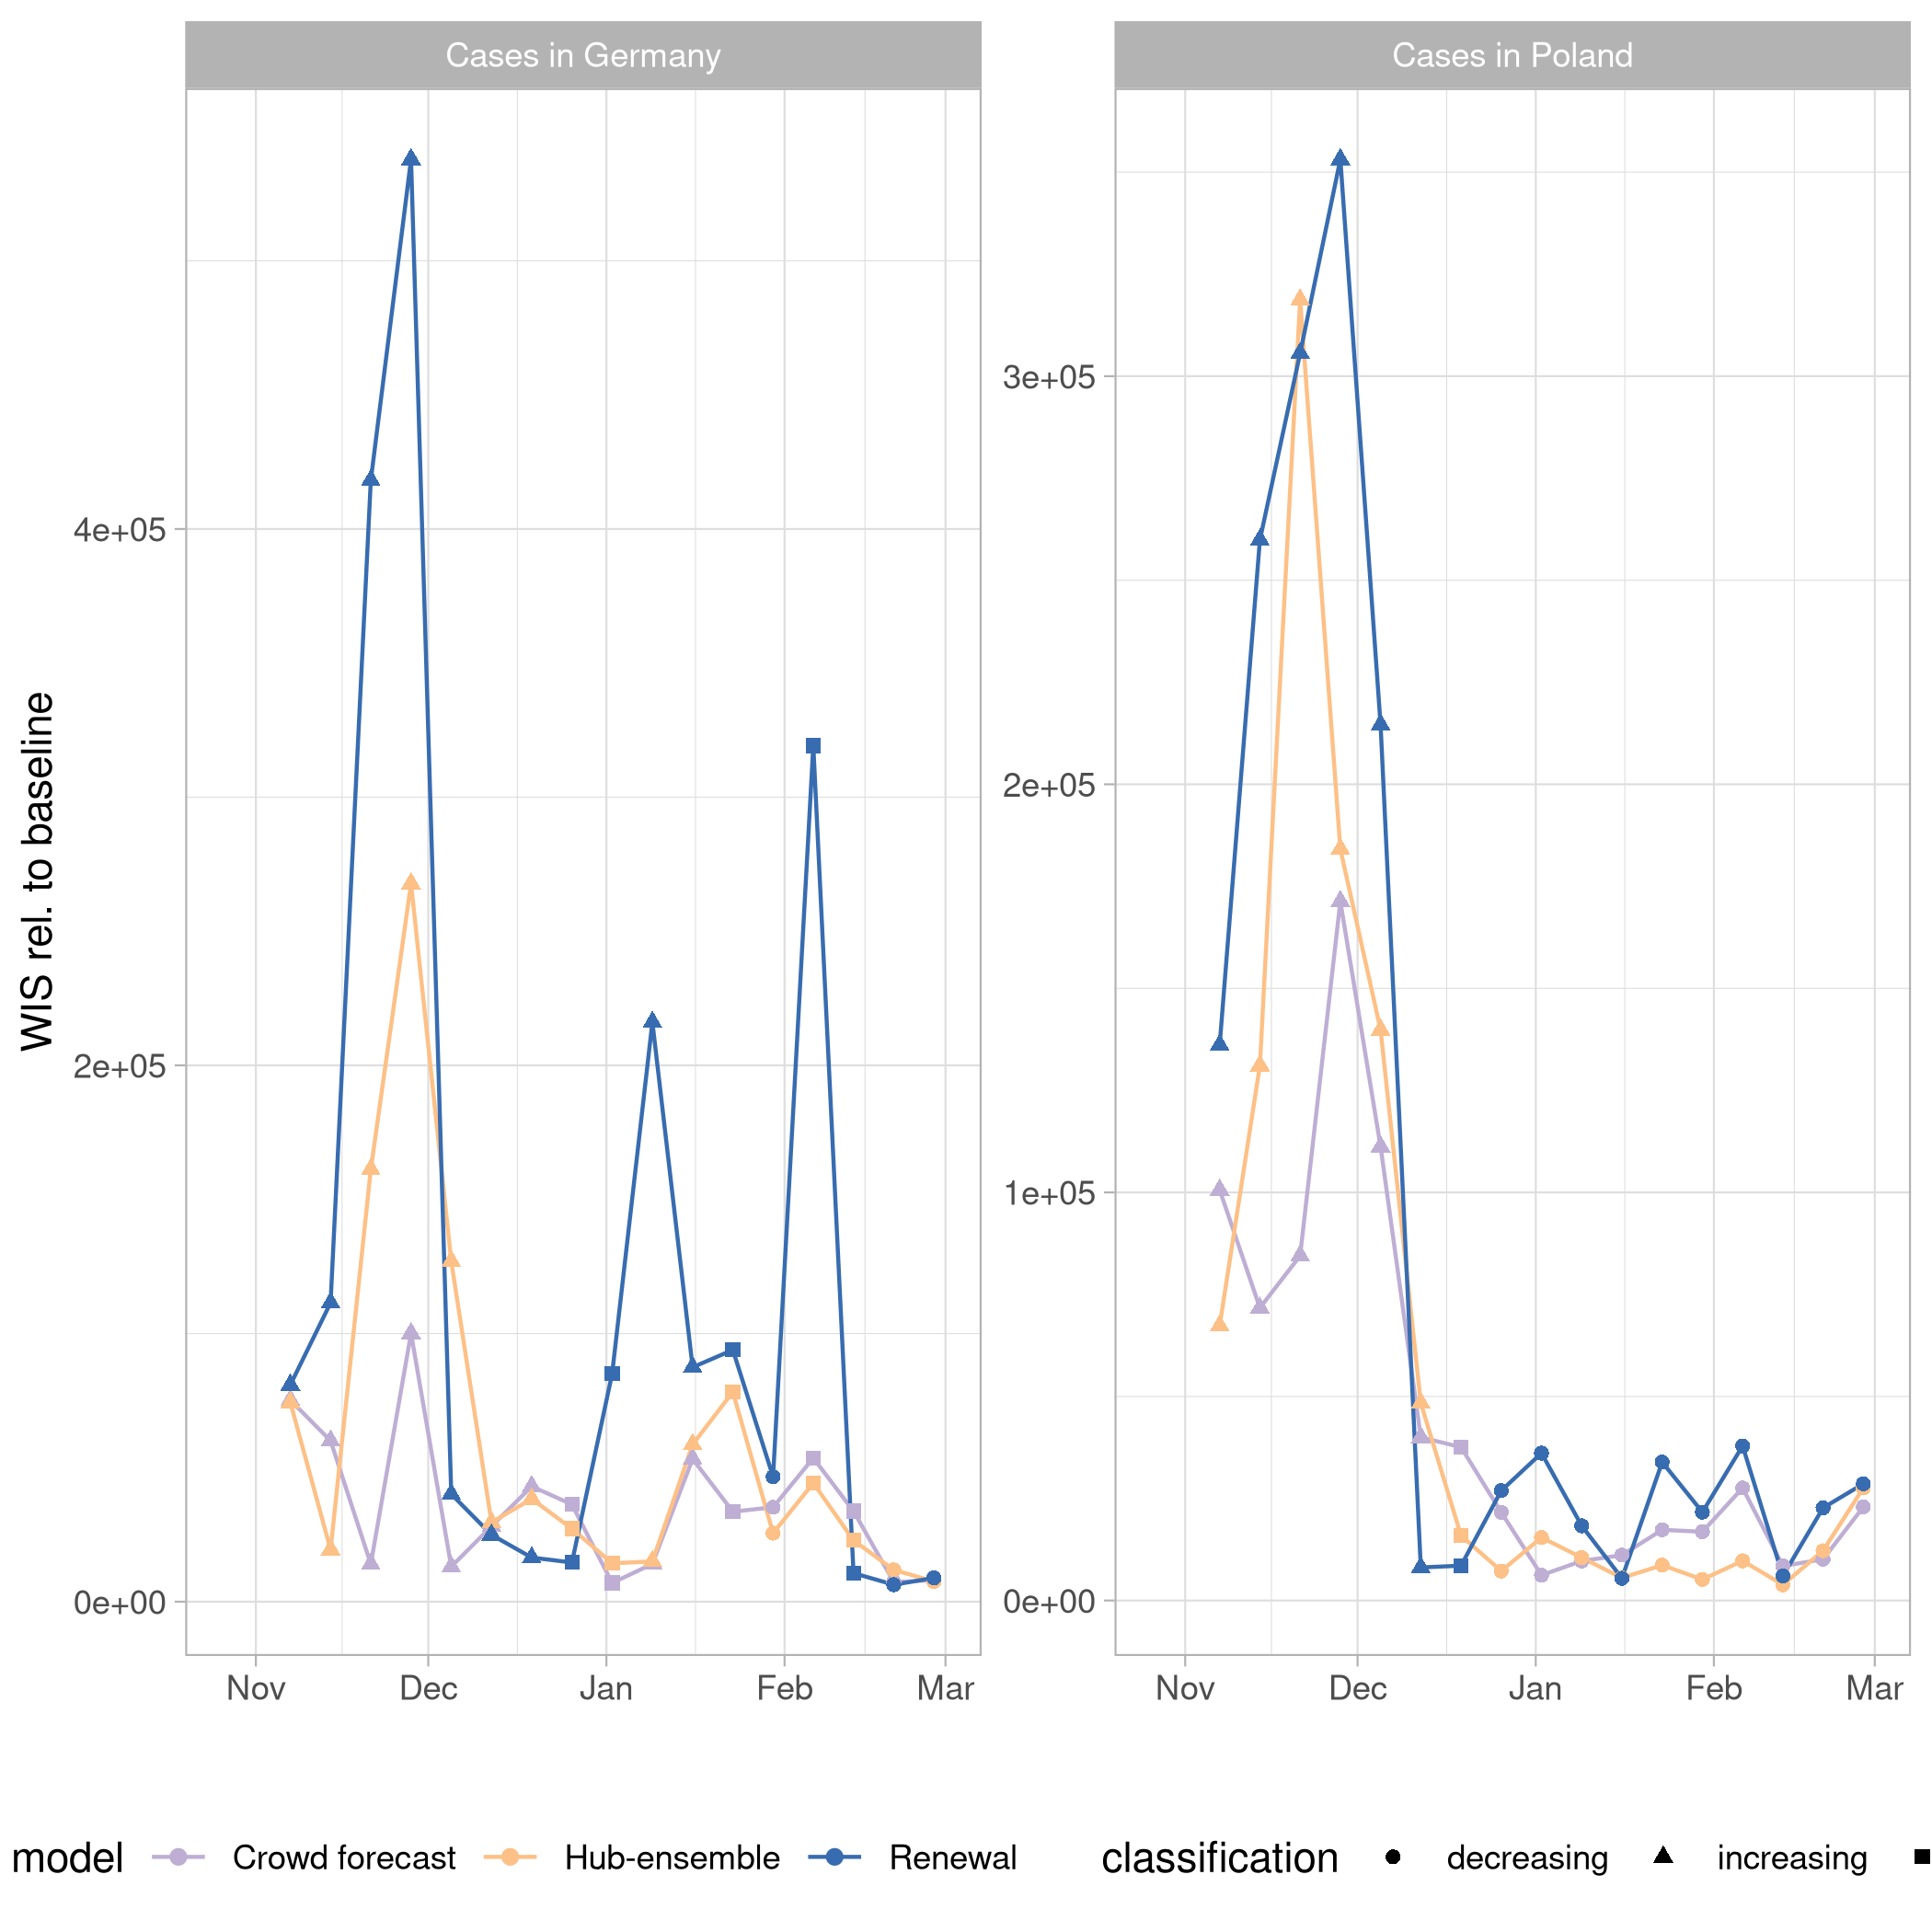 Cases in Germany
Cases in Poland
WIS rel. to baseline
4e+05
2e+05
0e+00
3e+05
2e+05
1e+05
0e+00
Nov Dec Jan Feb Mar
Nov Dec Jan Feb Mar
model Crowd forecast Hub-ensemble Renewal classification decreasing increasing